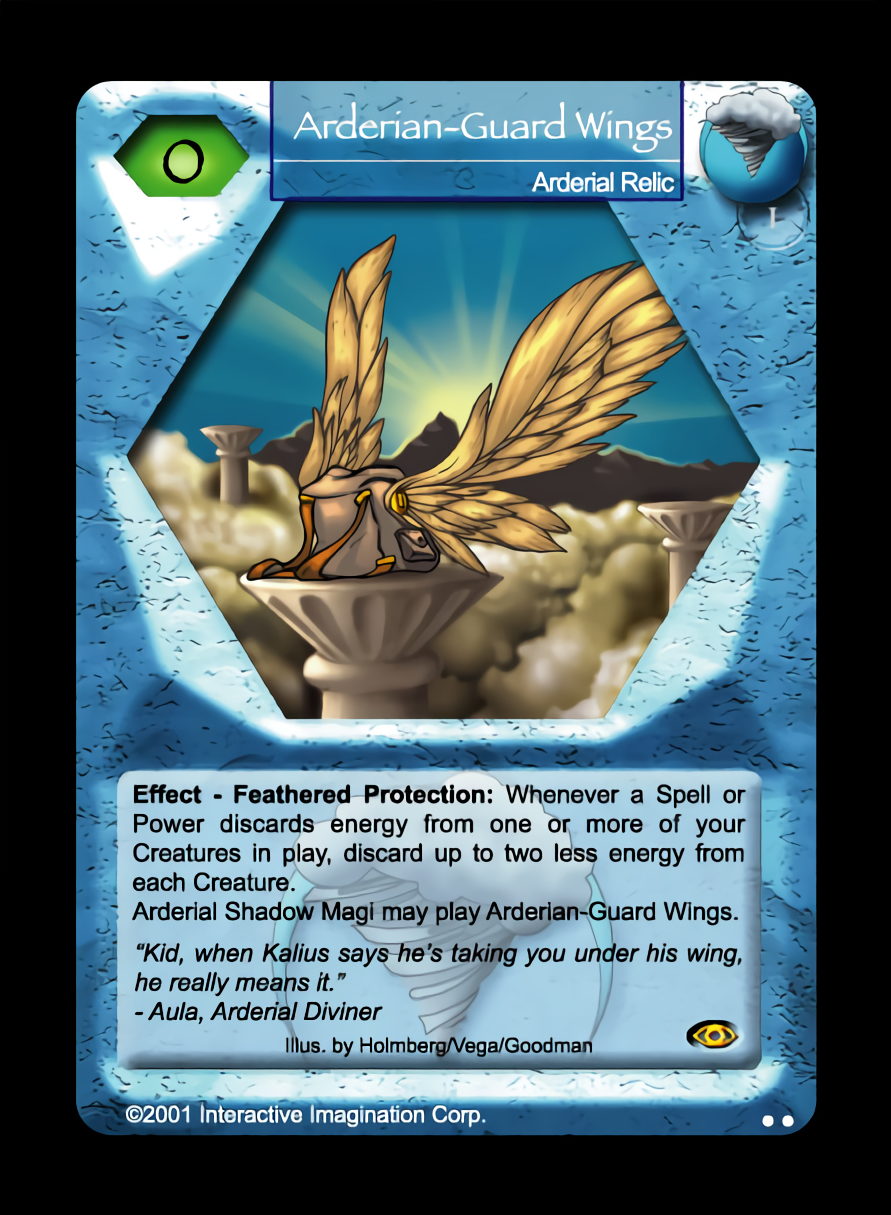 0
Arderian-Guard Wings
Arderial Relic
I
Effect - Feathered Protection: Whenever a Spell or
Power discards energy from one or more of your
Creatures in play, discard up to two less energy from
each Creature.
Arderial Shadow Magi may play Arderian-Guard Wings.
“Kid, when Kalius says he’s taking you under his wing,
he really means it.”
- Aula, Arderial Diviner
Illus. by Holmberg/Vega/Goodman
©2001 Interactive Imagination Corp.